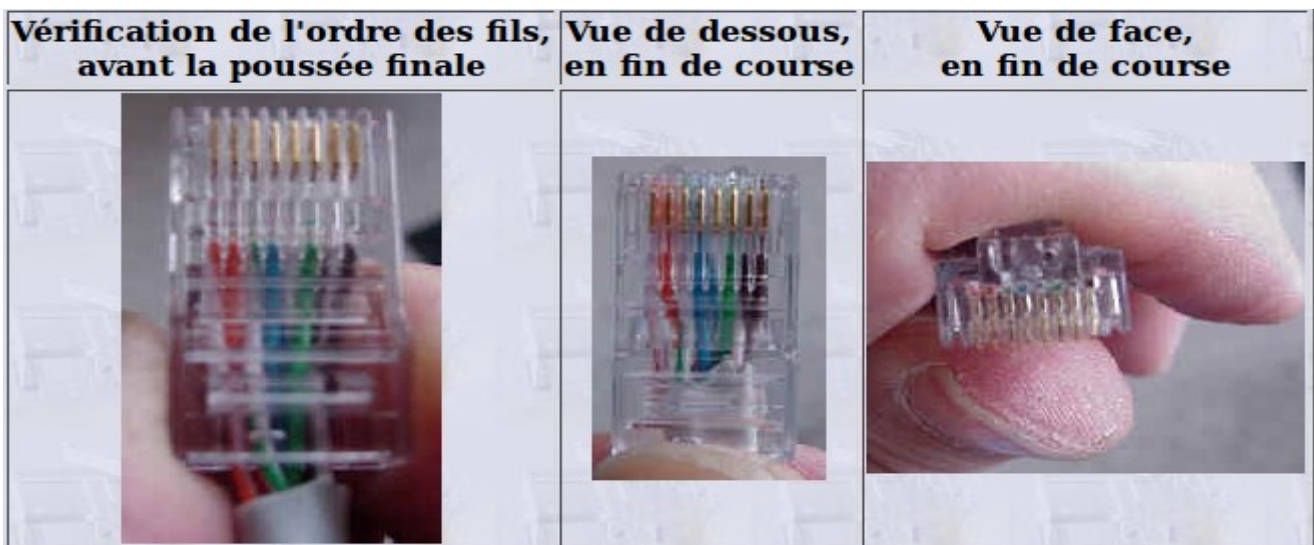 Vérification de l'ordre des fils,
avant la poussée finale
Vue de dessous,
en fin de course
Vue de face,
en fin de course